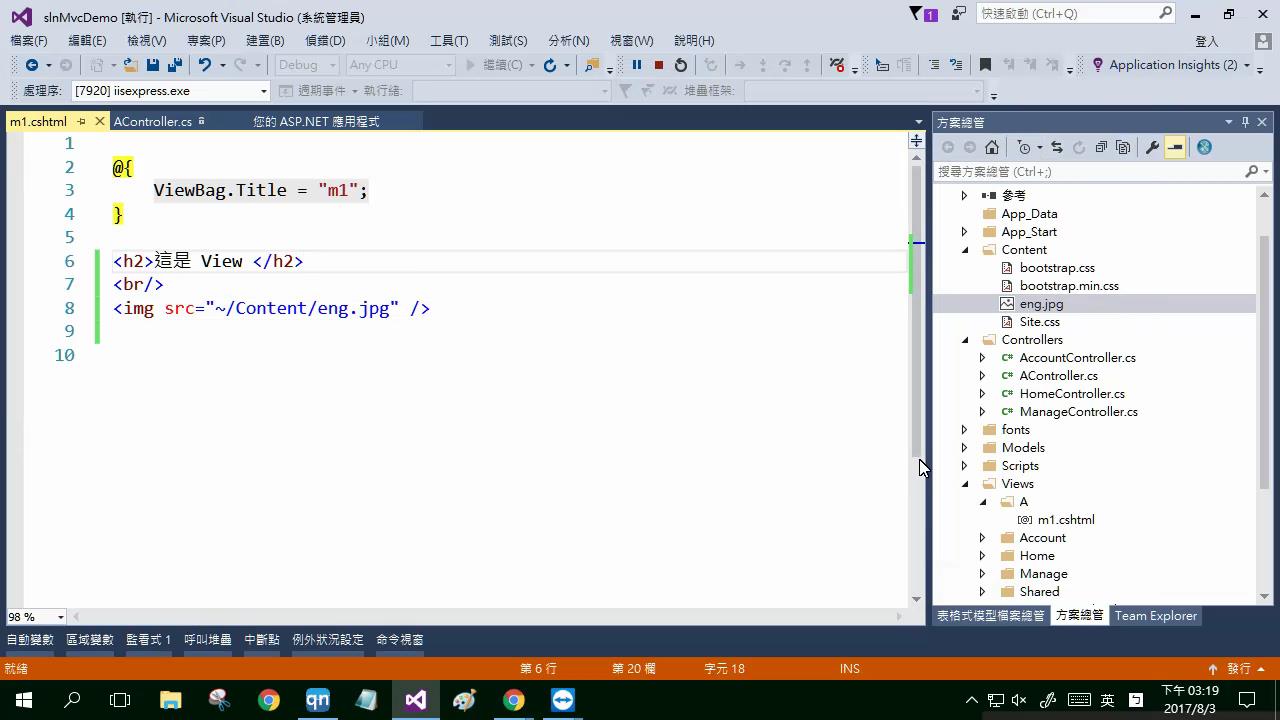 slnMvcDemo [執行] - Microsoft Visual Studio (系統管理員)
1
快速啟動 (Ctrl+Q)
檔案(F) 編輯(E) 檢視(V) 專案(P) 建置(B) 偵錯(D) 小組(M) 工具(T) 測試(S) 分析(N) 視窗(W) 說明(H)
登入
Debug Any CPU 繼續(C) Application Insights (2)
處理序: [7920] iisexpress.exe 週期事件 執行緒: 堆疊框架:
m1.cshtml AController.cs 您的 ASP.NET 應用程式
1
2 @{
3 ViewBag.Title = "m1";
4 }
5
6 <h2>這是 View </h2>
7 <br/>
8 <img src="~/Content/eng.jpg" />
9
10
98 %
方案總管
搜尋方案總管 (Ctrl+;)
參考
App_Data
App_Start
Content
bootstrap.css
bootstrap.min.css
eng.jpg
Site.css
Controllers
C# AccountController.cs
C# AController.cs
C# HomeController.cs
C# ManageController.cs
fonts
Models
Scripts
Views
A
[@] m1.cshtml
Account
Home
Manage
Shared
表格式模型檔案總管 方案總管 Team Explorer
自動變數 區域變數 監看式 1 呼叫堆疊 中斷點 例外狀況設定 命令視窗
就緒 第 6 行 第 20 欄 字元 18 INS 發行
qn
英
下午 03:19
2017/8/3